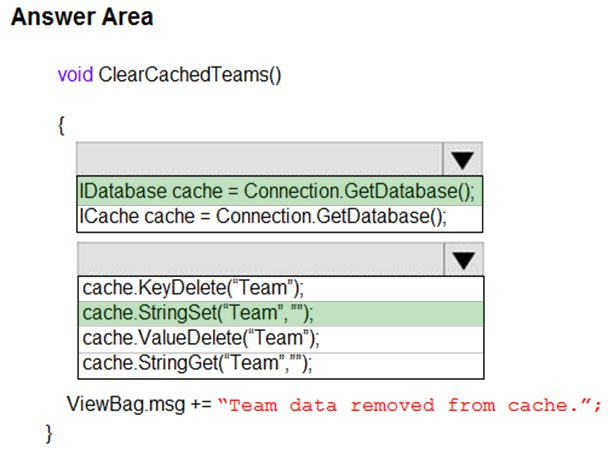 Answer Area
void ClearCachedTeams()
{
IDatabase cache = Connection.GetDatabase();
ICache cache = Connection.GetDatabase();
cache.KeyDelete(“Team”);
cache.StringSet(“Team”,””);
cache.ValueDelete(“Team”);
cache.StringGet(“Team”,””);
ViewBag.msg += “Team data removed from cache.”;
}